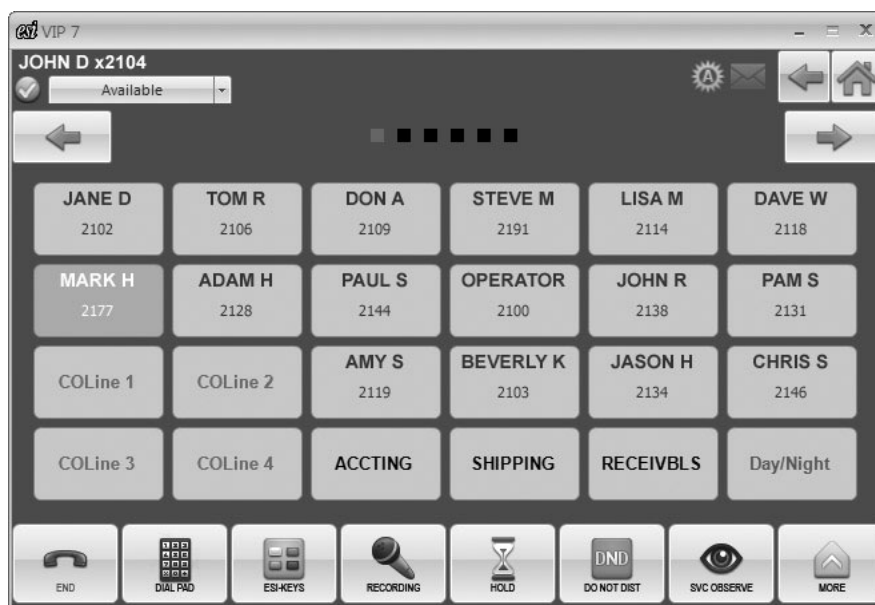 esi VIP 7
JOHN D x2104
Available
A
JANE D TOM R DON A STEVE M LISA M DAVE W
2102 2106 2109 2191 2114 2118
MARK H ADAM H PAUL S OPERATOR JOHN R PAM S
2177 2128 2144 2100 2138 2131
COLine 1 COLine 2 AMY S BEVERLY K JASON H CHRIS S
2119 2103 2134 2146
COLine 3 COLine 4 ACCTING SHIPPING RECEIVBLS Day/Night
DND
END DIAL PAD ESI-KEYS RECORDING HOLD DO NOT DIST SVC OBSERVE MORE